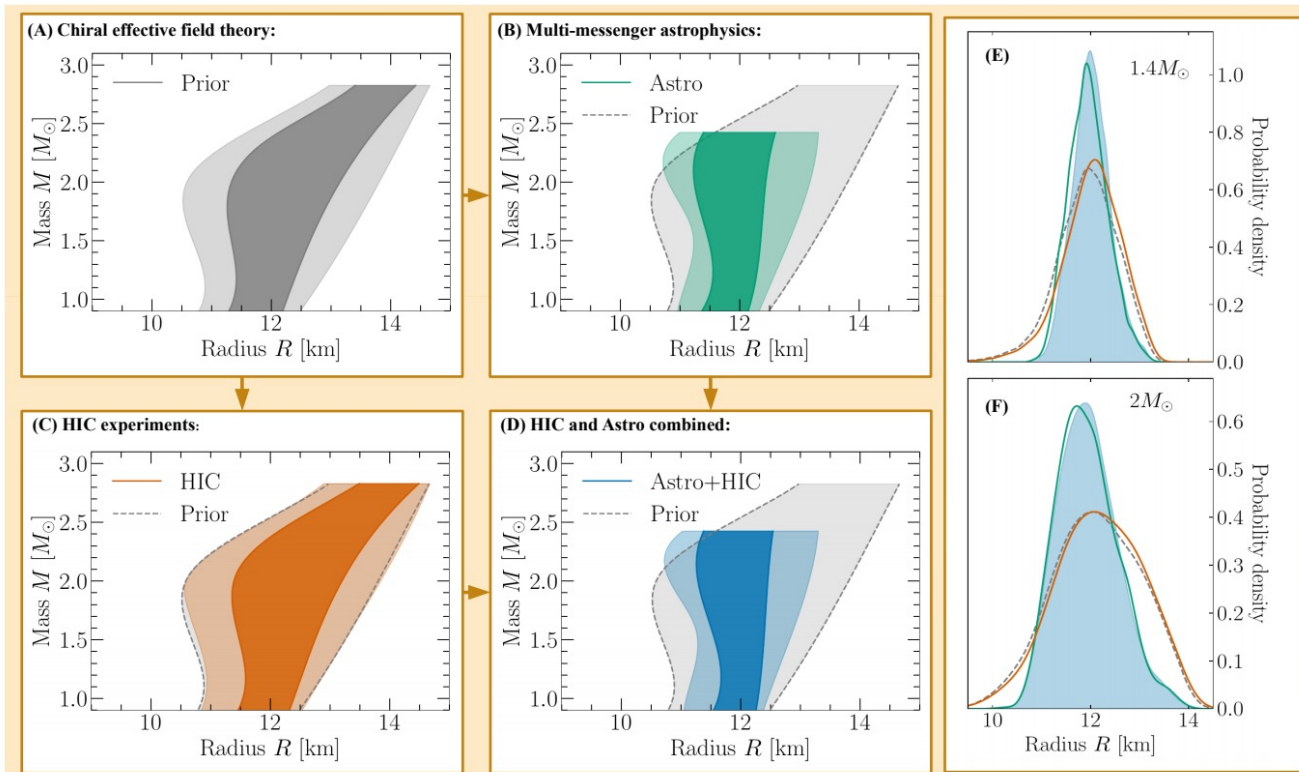 (A) Chiral effective field theory:
3.0
2.5
2.0
1.5
1.0
Mass M [M⊙]
Prior
10 12 14
Radius R [km]
(B) Multi-messenger astrophysics:
3.0
2.5
2.0
1.5
1.0
Mass M [M⊙]
Astro
Prior
10 12 14
Radius R [km]
(C) HIC experiments:
3.0
2.5
2.0
1.5
1.0
Mass M [M⊙]
HIC
Prior
10 12 14
Radius R [km]
(D) HIC and Astro combined:
3.0
2.5
2.0
1.5
1.0
Mass M [M⊙]
Astro+HIC
Prior
10 12 14
Radius R [km]
(E)
1.4M⊙
1.0
0.8
0.6
0.4
0.2
0.0
Probability density
(F)
2M⊙
0.6
0.5
0.4
0.3
0.2
0.1
0.0
Probability density
10 12 14
Radius R [km]